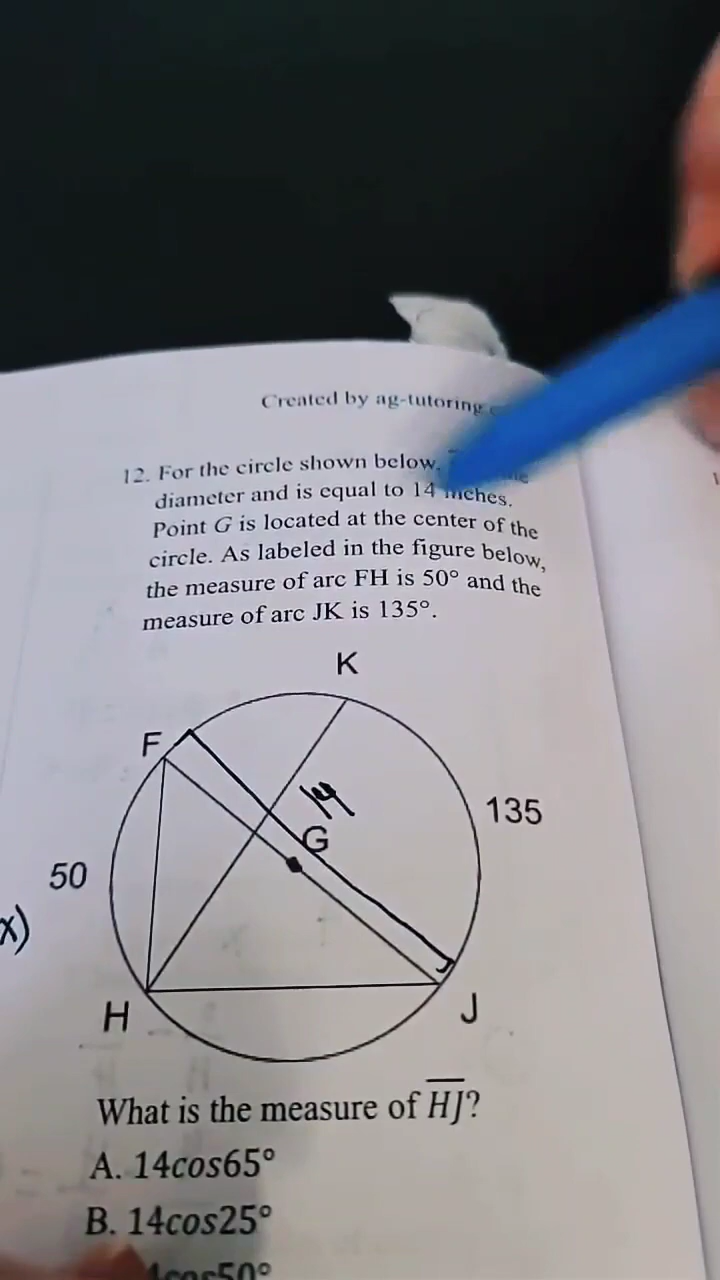 Created by ag-tutoring
12. For the circle shown below,
diameter and is equal to 14 inches.
Point G is located at the center of the
circle. As labeled in the figure below,
the measure of arc FH is 50° and the
measure of arc JK is 135°.
K
F
14
G
135
50
x)
H
J
What is the measure of HJ?
A. 14cos65°
B. 14cos25°
4cos50°